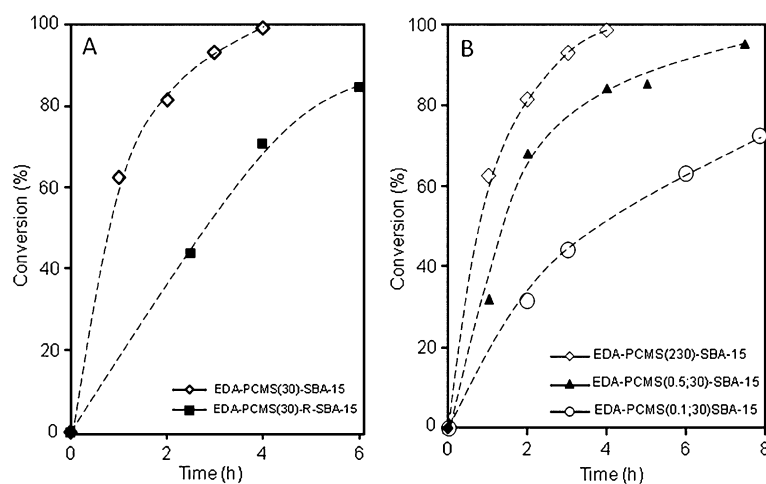 A
100
80
60
40
20
0
Conversion (%)
0 2 4 6
Time (h)
EDA-PCMS(30)-SBA-15
EDA-PCMS(30)-R-SBA-15
B
100
80
60
40
20
0
Conversion (%)
0 2 4 6 8
Time (h)
EDA-PCMS(230)-SBA-15
EDA-PCMS(0.5;30)-SBA-15
EDA-PCMS(0.1;30)SBA-15